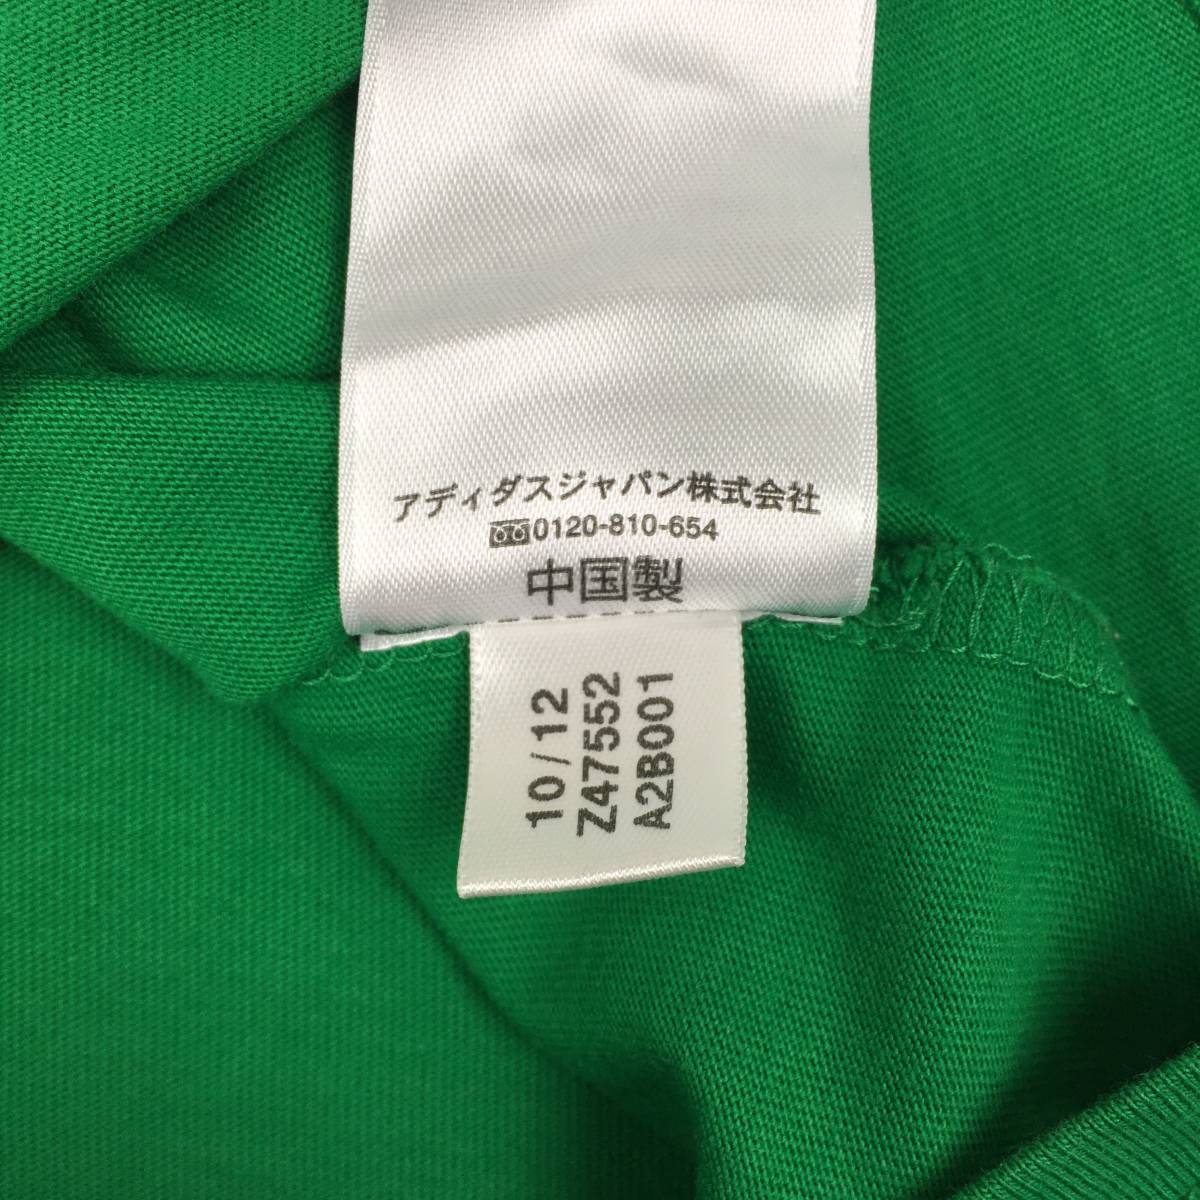 アディダスジャパン株式会社
0120-810-654
中国製
10/12
Z47552
A2B001